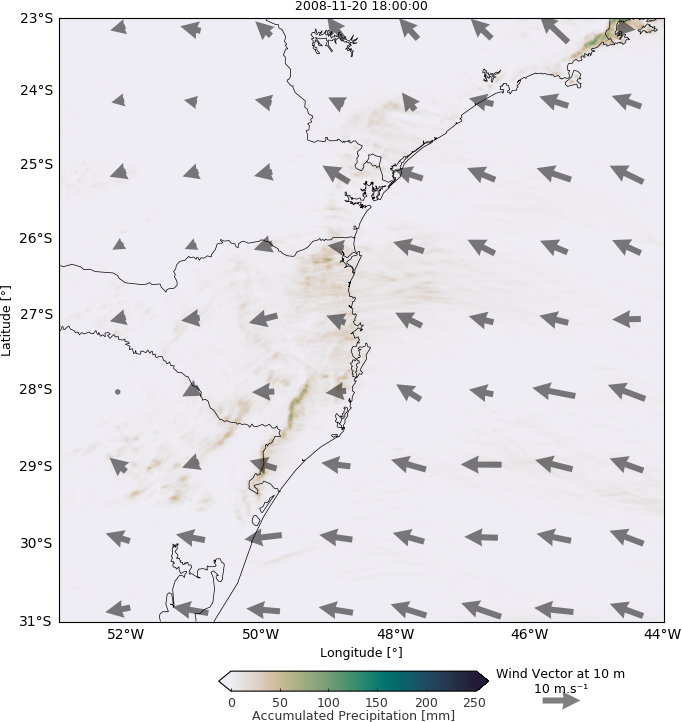 2008-11-20 18:00:00
23°S
24°S
25°S
26°S
27°S
28°S
29°S
30°S
31°S
Latitude [°]
52°W 50°W 48°W 46°W 44°W
Longitude [°]
0 50 100 150 200 250
Accumulated Precipitation [mm]
Wind Vector at 10 m
10 m.s⁻¹